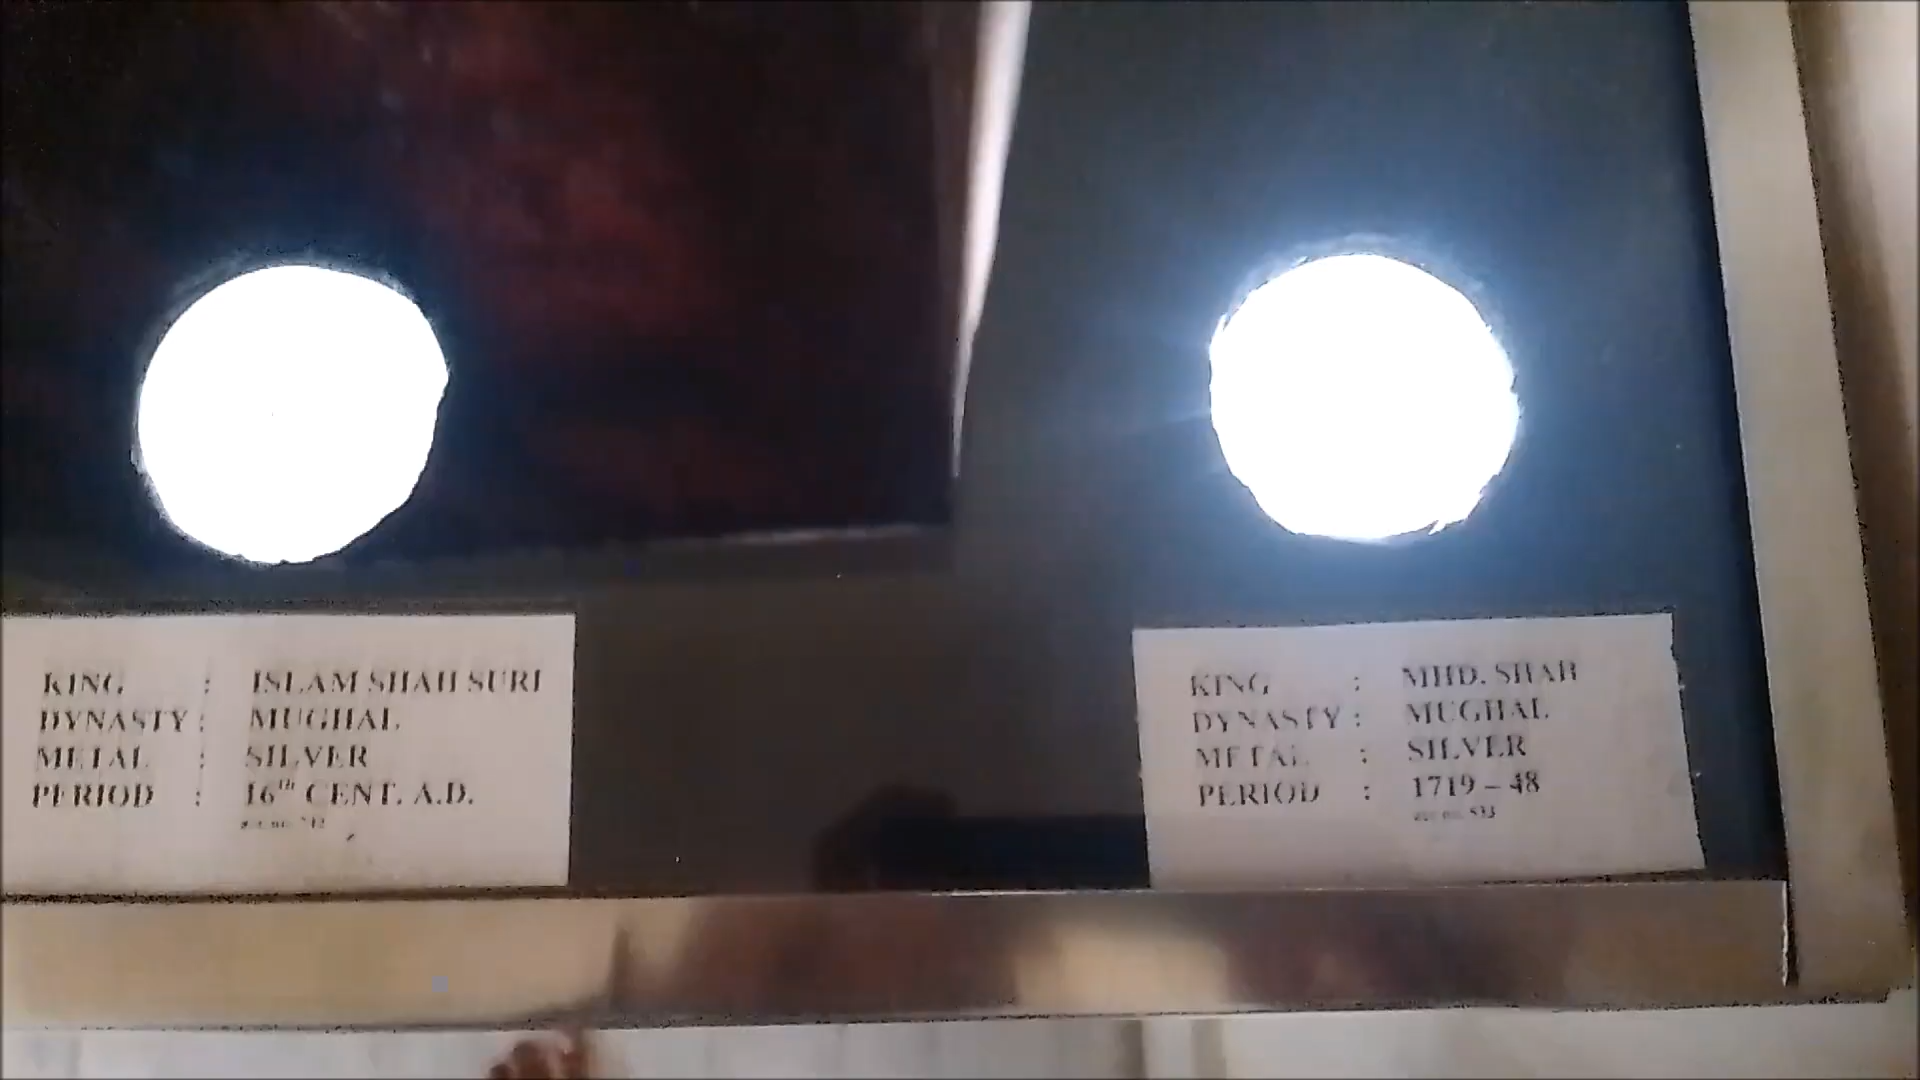 KING : ISLAM SHAH SURI
DYNASTY : MUGHAL
METAL : SILVER
PERIOD : 16th CENT. A.D.
KING : MHD. SHAH
DYNASTY : MUGHAL
METAL : SILVER
PERIOD : 1719 – 48